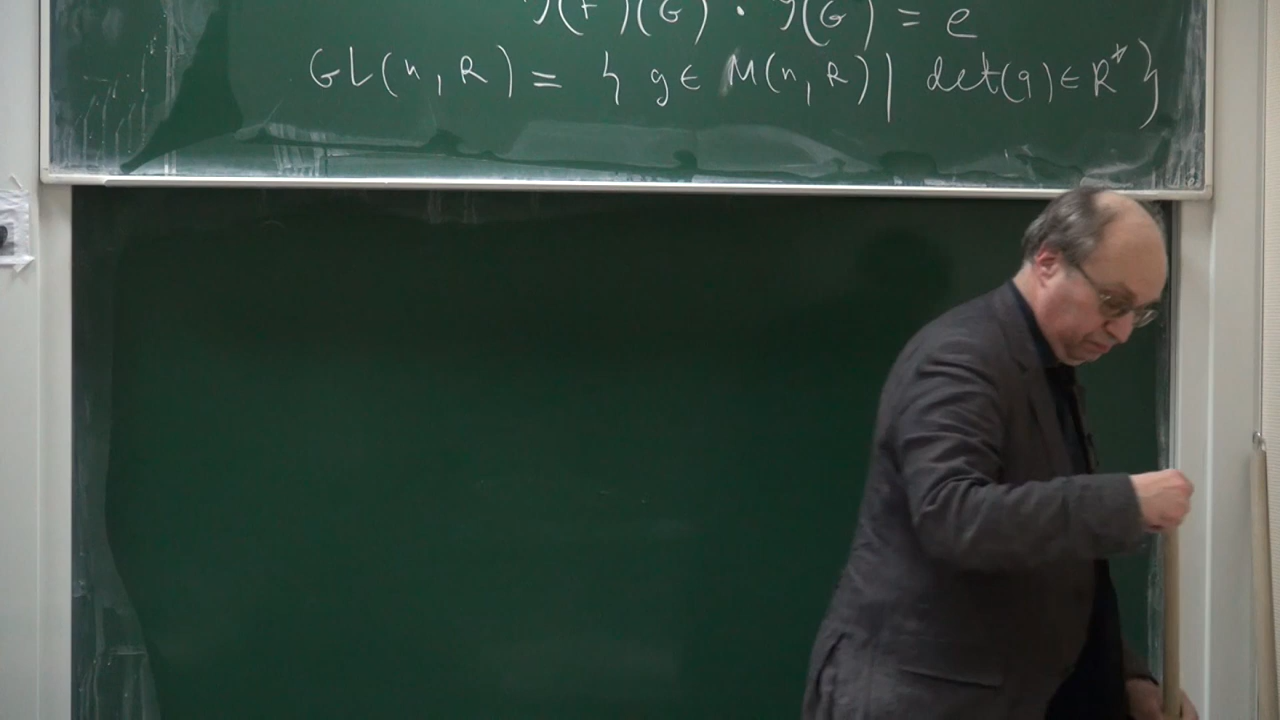 (G) · g(G) = e
GL(n, R) = { g ∈ M(n, R) | det(g) ∈ R* }